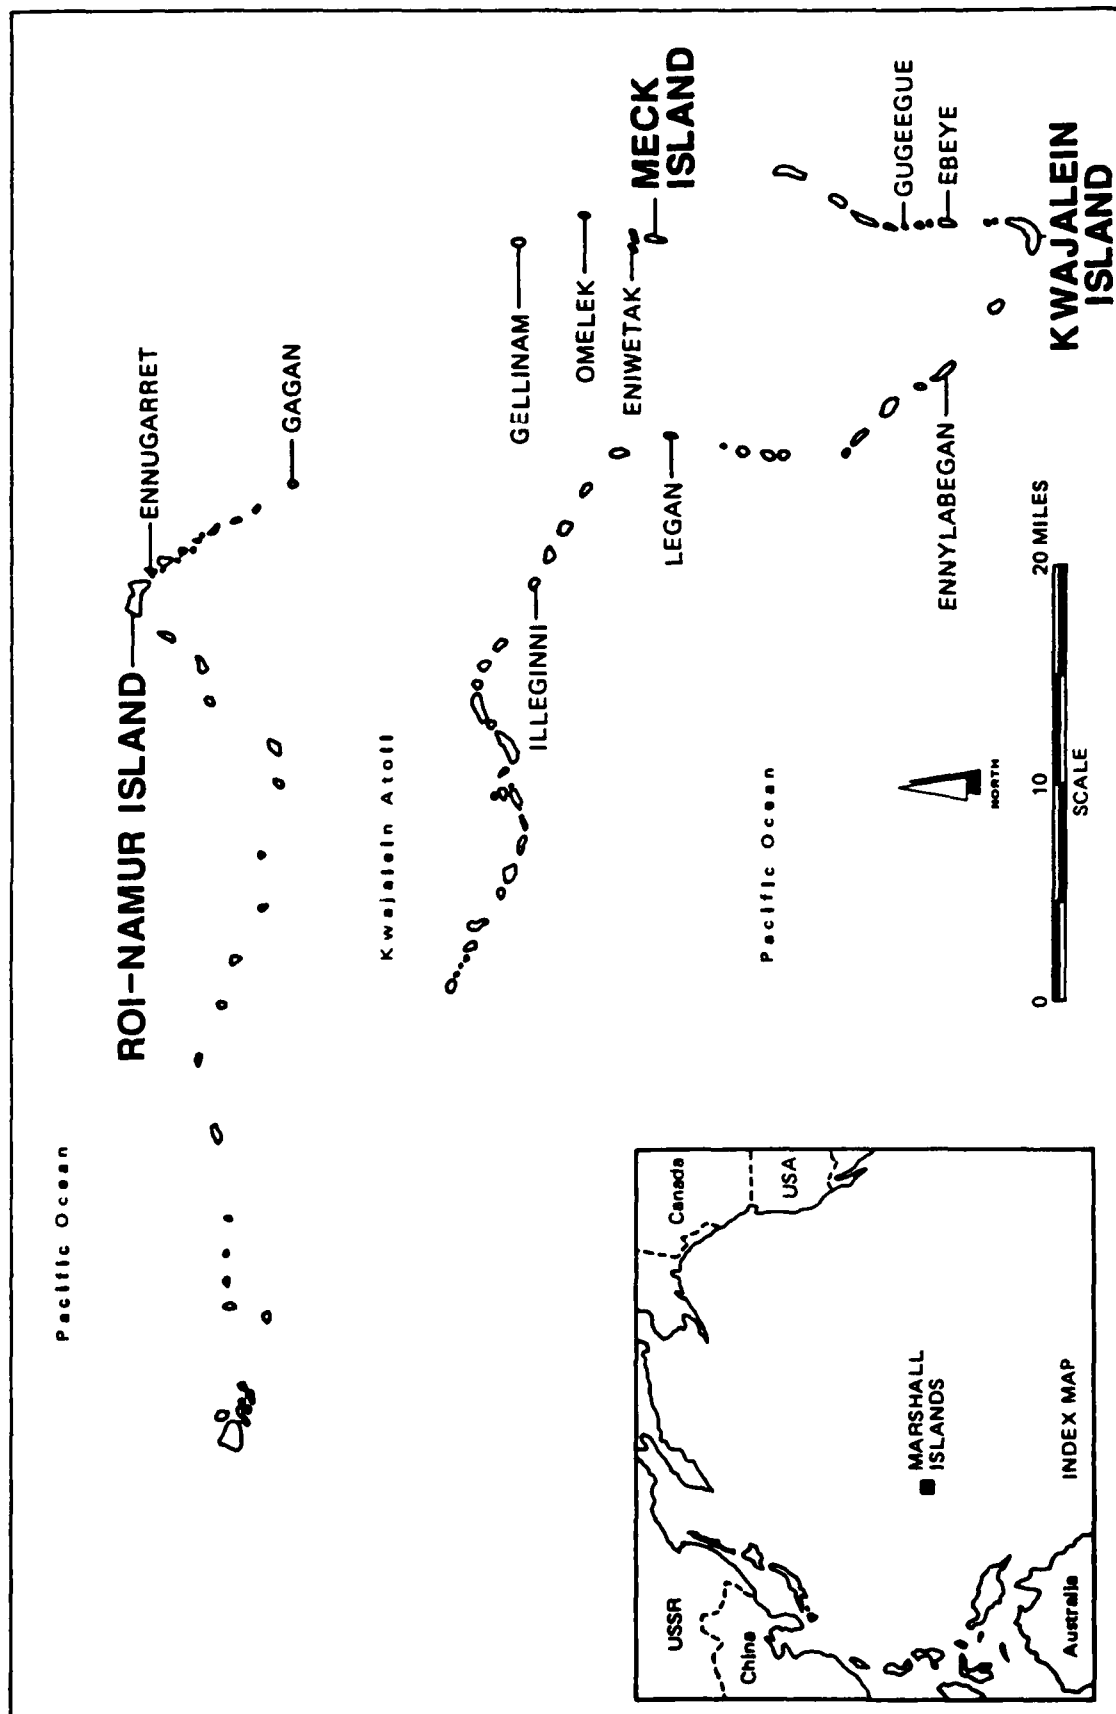 Pacific Ocean
ROI-NAMUR ISLAND
ENNUGARRET
GAGAN
Kwajalein Atoll
GELLINAM
ILLEGINNI
OMELEK
ENIWETAK
MECK
ISLAND
LEGAN
Pacific Ocean
GUGEEGUE
EBEYE
ENNYLABEGAN
KWAJALEIN
ISLAND
NORTH
0
10
20 MILES
SCALE
USSR
China
Canada
USA
MARSHALL
ISLANDS
Australia
INDEX MAP